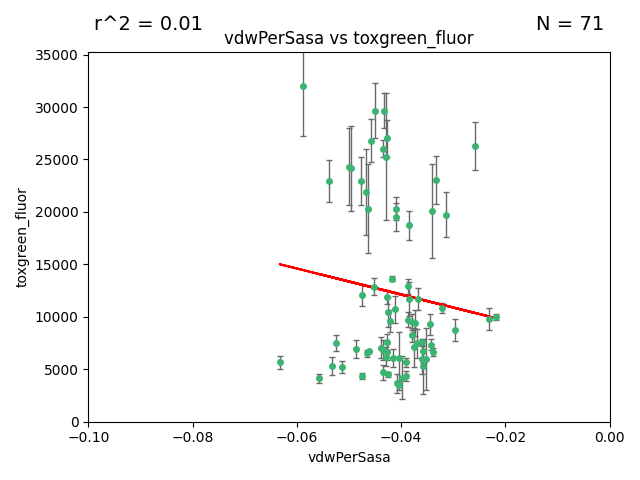 r^2 = 0.01 N = 71
vdwPerSasa vs toxgreen_fluor
35000
30000
25000
20000
15000
10000
5000
0
toxgreen_fluor
−0.10 −0.08 −0.06 −0.04 −0.02 0.00
vdwPerSasa